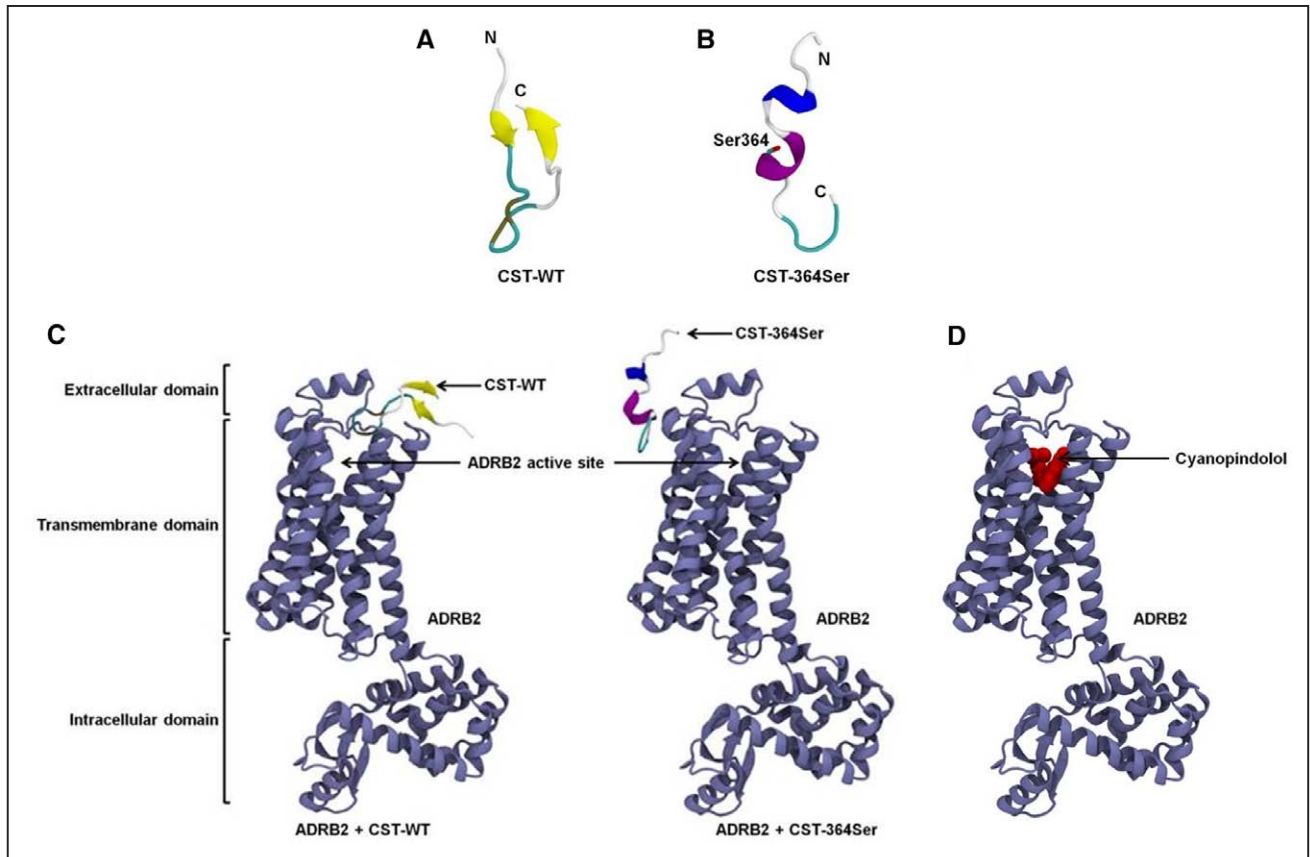 A
N
C
CST-WT
B
N
Ser364
C
CST-364Ser
C
Extracellular domain
Transmembrane domain
Intracellular domain
CST-WT
ADRB2 active site
ADRB2
ADRB2 + CST-WT
CST-364Ser
ADRB2
ADRB2 + CST-364Ser
D
Cyanopindolol
ADRB2